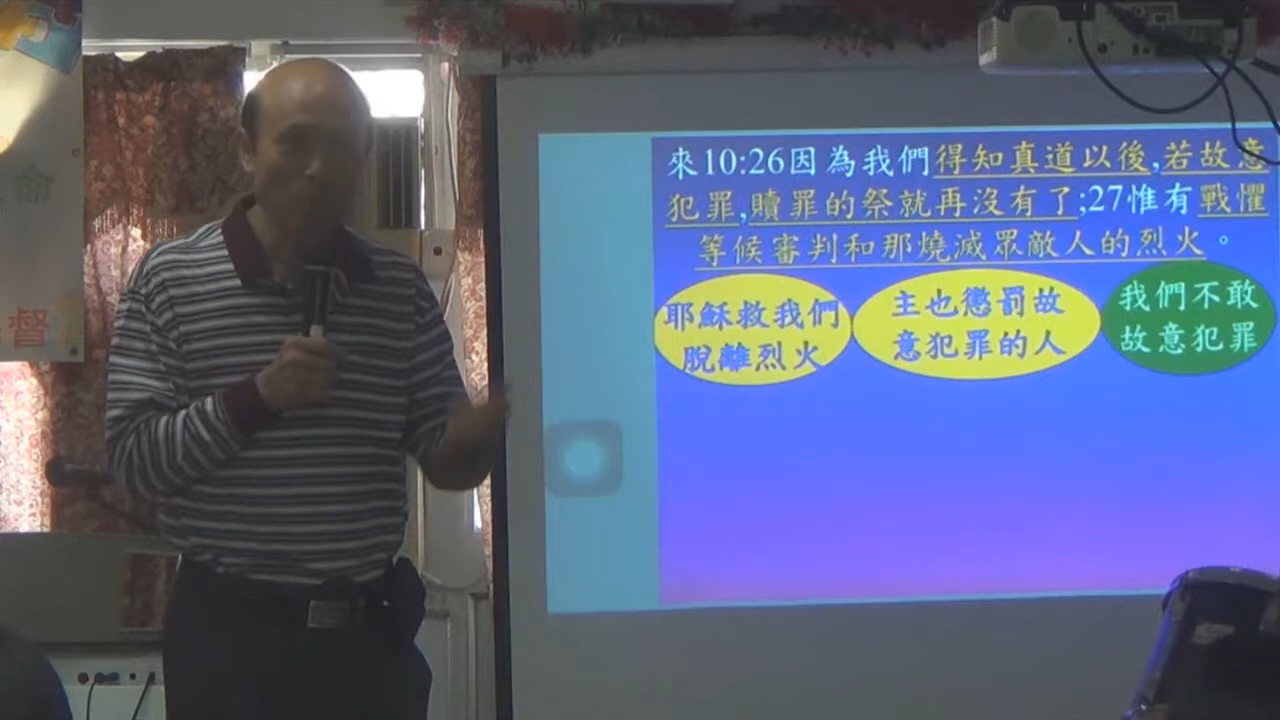 命
督
來10:26因為我們得知真道以後,若故意
犯罪,贖罪的祭就再沒有了;27惟有戰懼
等候審判和那燒滅眾敵人的烈火。
耶穌救我們
脫離烈火
主也懲罰故
意犯罪的人
我們不敢
故意犯罪